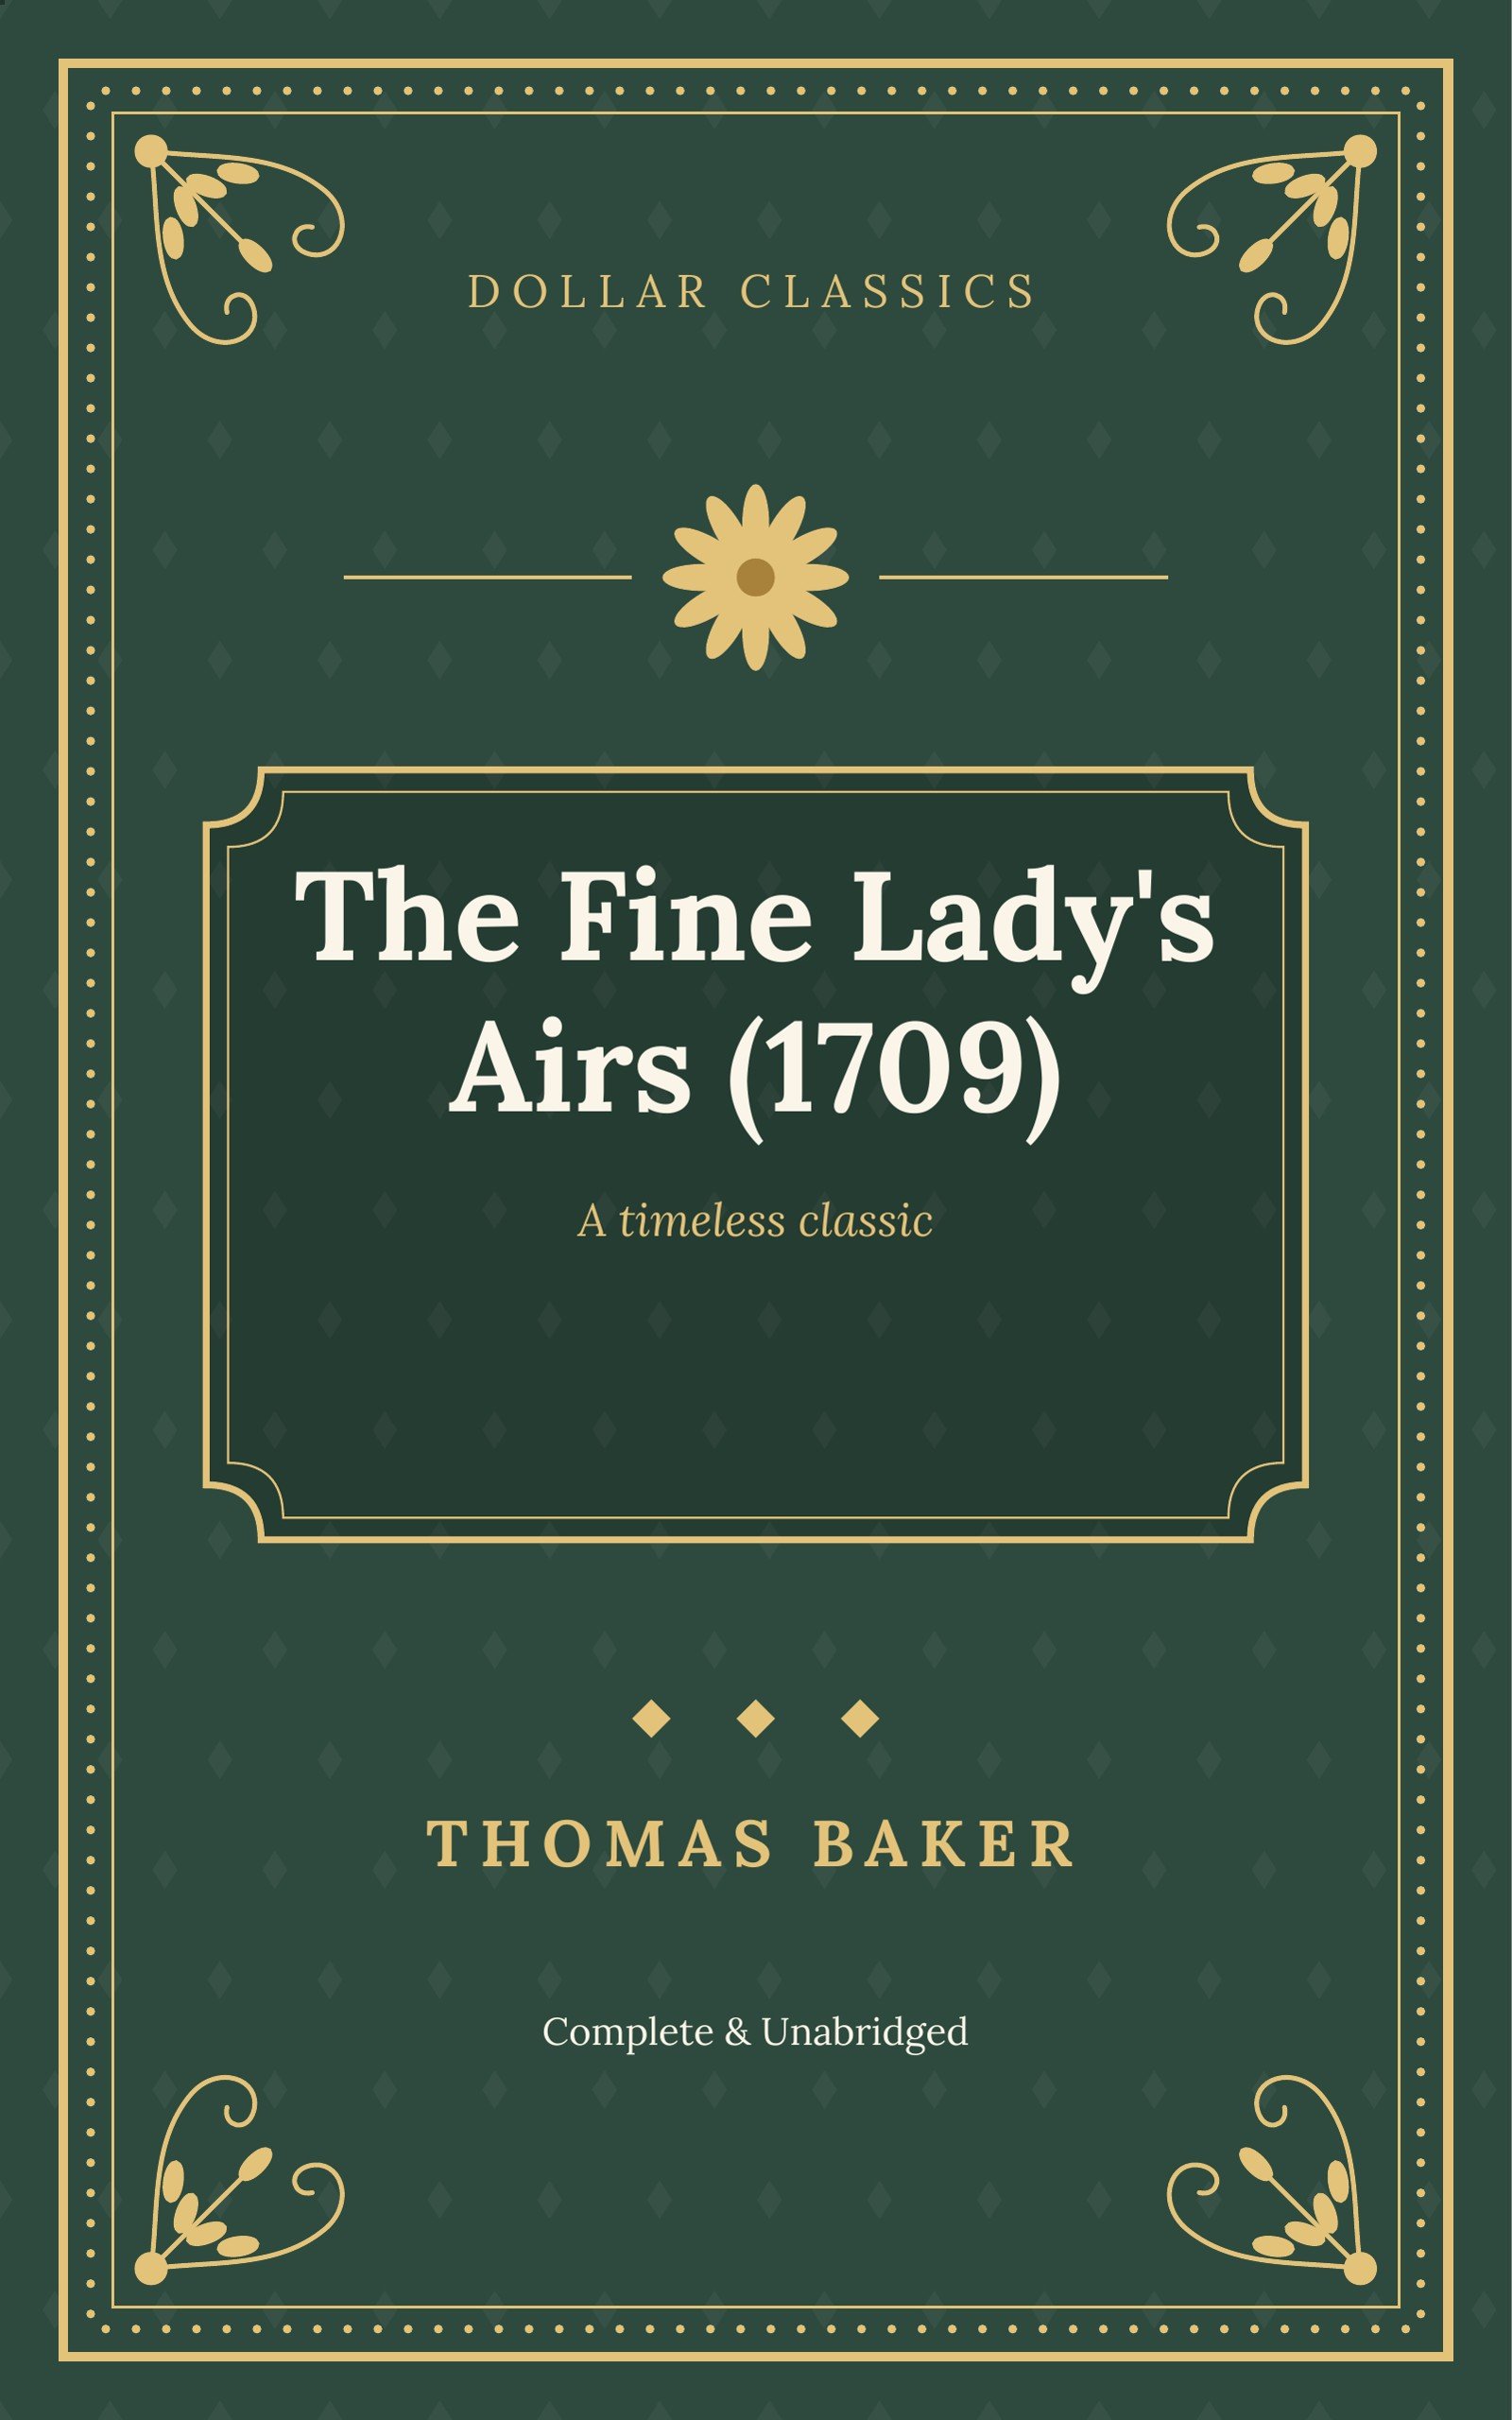 DOLLAR CLASSICS
The Fine Lady's
Airs (1709)
A timeless classic
THOMAS BAKER
Complete & Unabridged